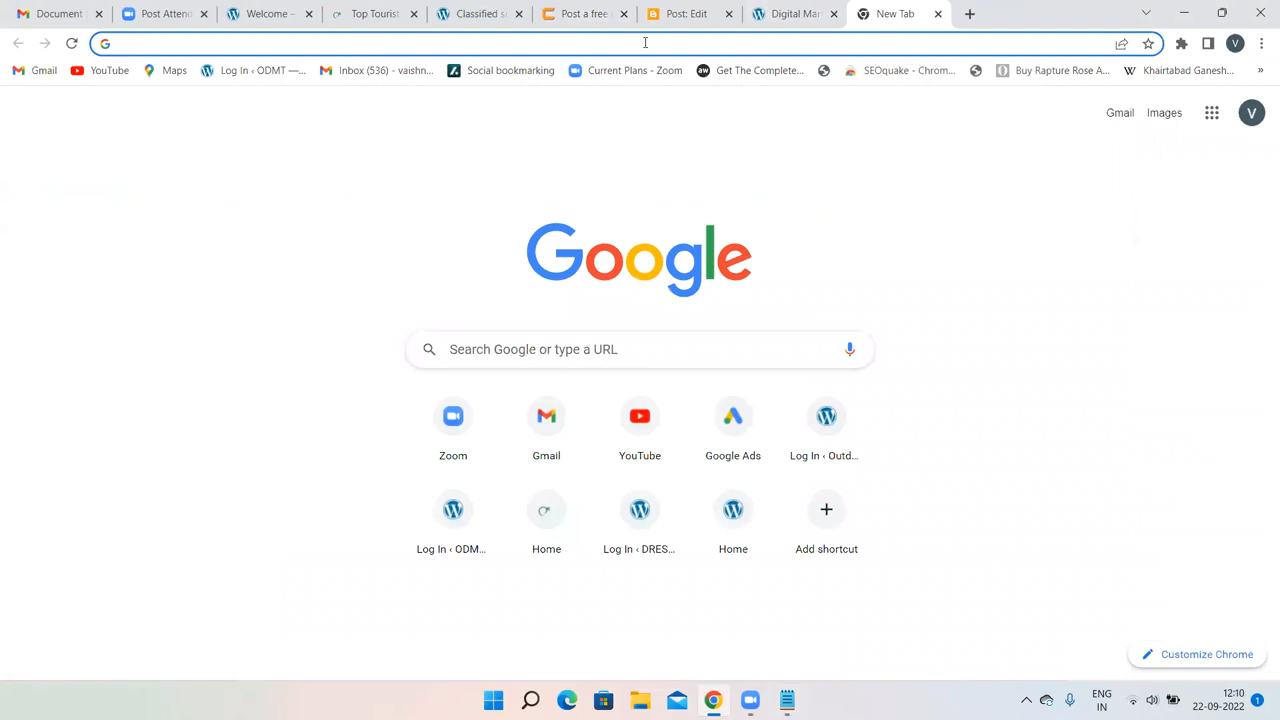 Document
Post Attend
Welcome –
Top Tourist
Classified s
Post a free
Post: Edit
Digital Mar
New Tab
Gmail
YouTube
Maps
Log In ‹ ODMT —...
Inbox (536) - vaishn...
Social bookmarking
Current Plans - Zoom
Get The Complete...
SEOquake - Chrom...
Buy Rapture Rose A...
Khairtabad Ganesh...
»
V
Gmail
Images
V
Google
Search Google or type a URL
Zoom
Gmail
YouTube
Google Ads
Log In ‹ Outd...
Log In ‹ ODM...
Home
Log In ‹ DRES...
Home
Add shortcut
Customize Chrome
ENG
IN
12:10
22-09-2022
1